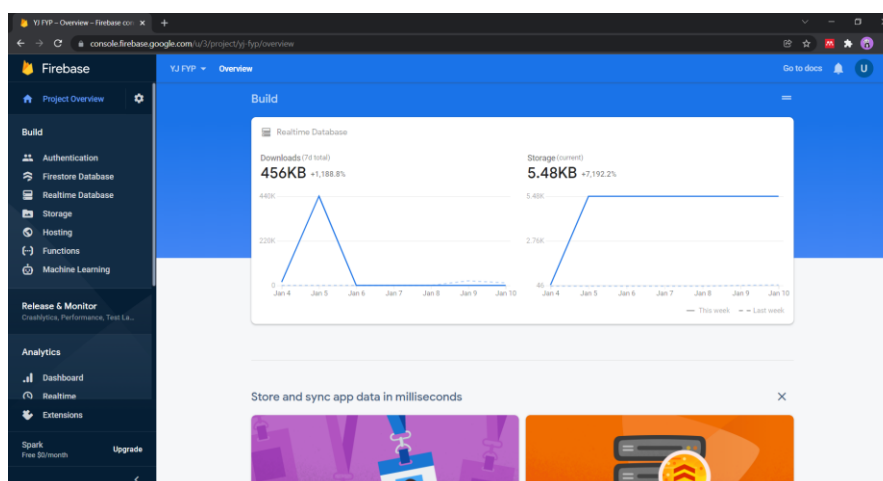 YJ FYP – Overview – Firebase con
console.firebase.google.com/u/3/project/yj-fyp/overview
Firebase
YJ FYP
Overview
Go to docs
U
Project Overview
Build
Authentication
Firestore Database
Realtime Database
Storage
Hosting
Functions
Machine Learning
Release & Monitor
Crashlytics, Performance, Test La...
Analytics
Dashboard
Realtime
Extensions
Spark
Free $0/month
Upgrade
Build
Realtime Database
Downloads (7d total)
456KB +1,188.8%
440K
220K
0
Jan 4 Jan 5 Jan 6 Jan 7 Jan 8 Jan 9 Jan 10
Storage (current)
5.48KB +7,192.2%
5.48K
2.76K
Jan 4 Jan 5 Jan 6 Jan 7 Jan 8 Jan 9 Jan 10
This week Last week
Store and sync app data in milliseconds